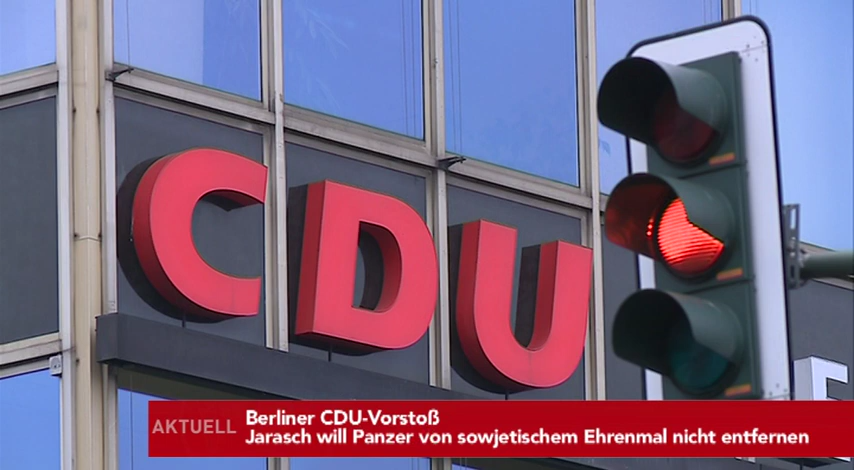 CDU
AKTUELL
Berliner CDU-Vorstoß
Jarasch will Panzer von sowjetischem Ehrenmal nicht entfernen